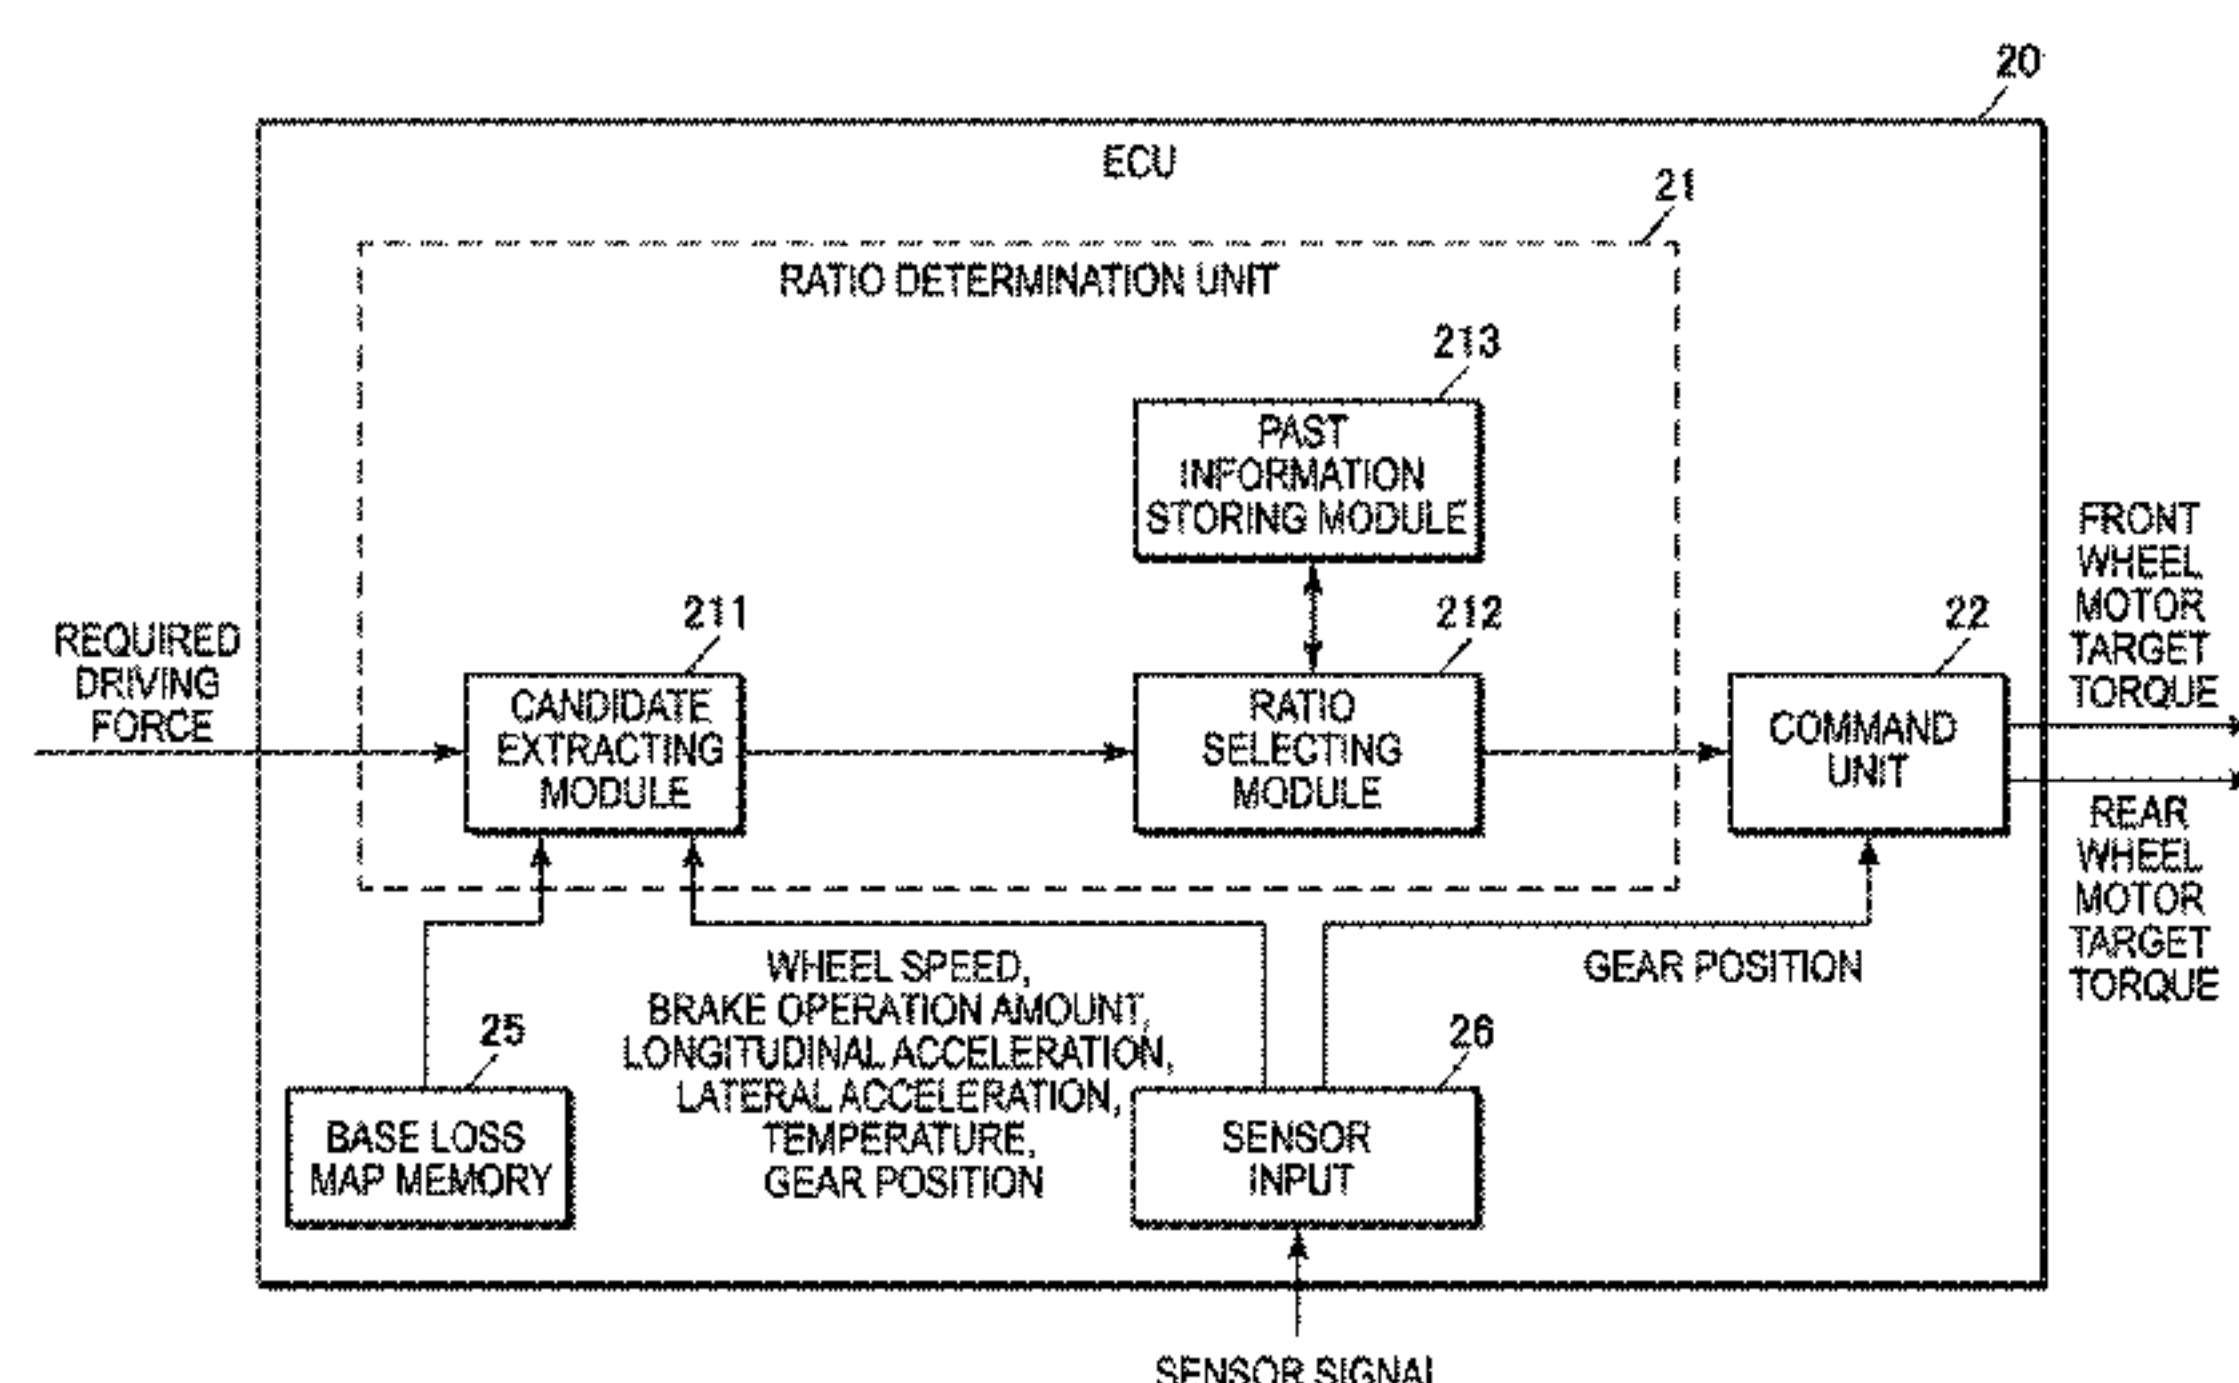 20
ECU
21
RATIO DETERMINATION UNIT
213
PAST
INFORMATION
STORING MODULE
211
212
22
REQUIRED
DRIVING
FORCE
CANDIDATE
EXTRACTING
MODULE
RATIO
SELECTING
MODULE
COMMAND
UNIT
FRONT
WHEEL
MOTOR
TARGET
TORQUE
REAR
WHEEL
MOTOR
TARGET
TORQUE
WHEEL SPEED,
BRAKE OPERATION AMOUNT,
LONGITUDINAL ACCELERATION,
LATERAL ACCELERATION,
TEMPERATURE,
GEAR POSITION
GEAR POSITION
25
BASE LOSS
MAP MEMORY
26
SENSOR
INPUT
SENSOR SIGNAL